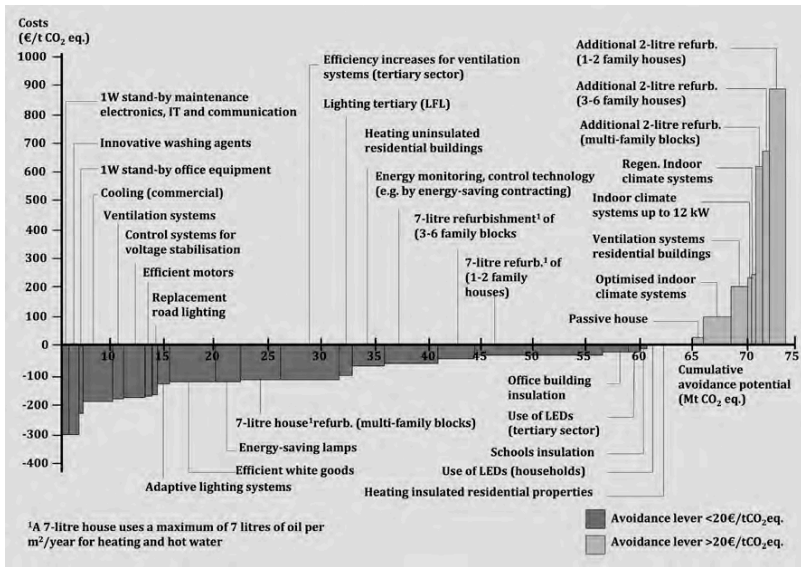 Costs
(€/t CO₂ eq.)
1000
900
800
700
600
500
400
300
200
100
0
-100
-200
-300
-400
1W stand-by maintenance
electronics, IT and communication
Innovative washing agents
1W stand-by office equipment
Cooling (commercial)
Ventilation systems
Control systems for
voltage stabilisation
Efficient motors
Replacement
road lighting
Efficiency increases for ventilation
systems (tertiary sector)
Lighting tertiary (LFL)
Heating uninsulated
residential buildings
Energy monitoring, control technology
(e.g. by energy-saving contracting)
7-litre refurbishment¹ of
(3-6 family blocks
7-litre refurb.¹ of
(1-2 family
houses)
Additional 2-litre refurb.
(1-2 family houses)
Additional 2-litre refurb.
(3-6 family houses)
Additional 2-litre refurb.
(multi-family blocks)
Regen. Indoor
climate systems
Indoor climate
systems up to 12 kW
Ventilation systems
residential buildings
Optimised indoor
climate systems
Passive house
0 10 15 20 25 30 35 40 45 50 55 60 65 70 75
Cumulative
avoidance potential
(Mt CO₂ eq.)
Office building
insulation
Use of LEDs
(tertiary sector)
7-litre house¹refurb. (multi-family blocks)
Energy-saving lamps
Schools insulation
Efficient white goods
Use of LEDs (households)
Adaptive lighting systems
Heating insulated residential properties
¹A 7-litre house uses a maximum of 7 litres of oil per
m²/year for heating and hot water
Avoidance lever <20€/tCO₂eq.
Avoidance lever >20€/tCO₂eq.